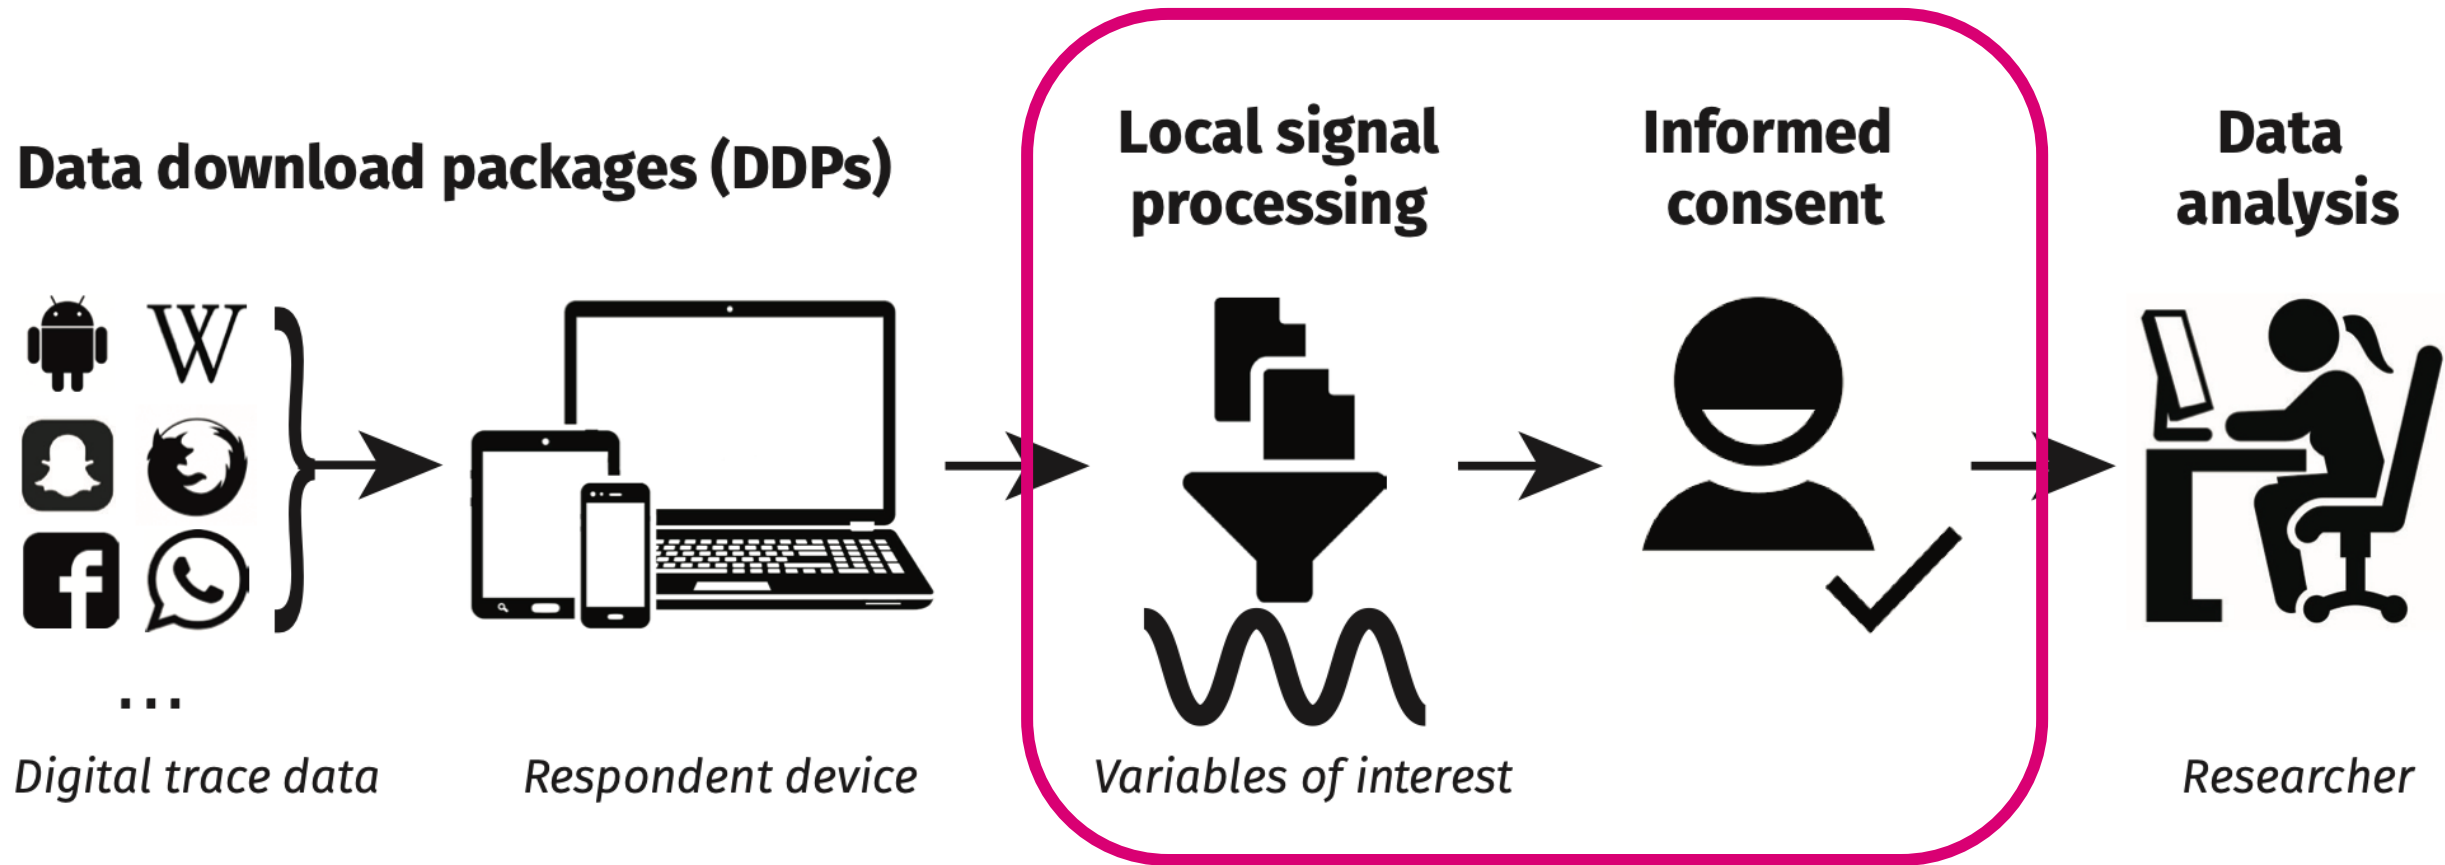 Data download packages (DDPs)
Local signal
processing
Informed
consent
Data
analysis
W
f
...
Digital trace data
Respondent device
Variables of interest
Researcher